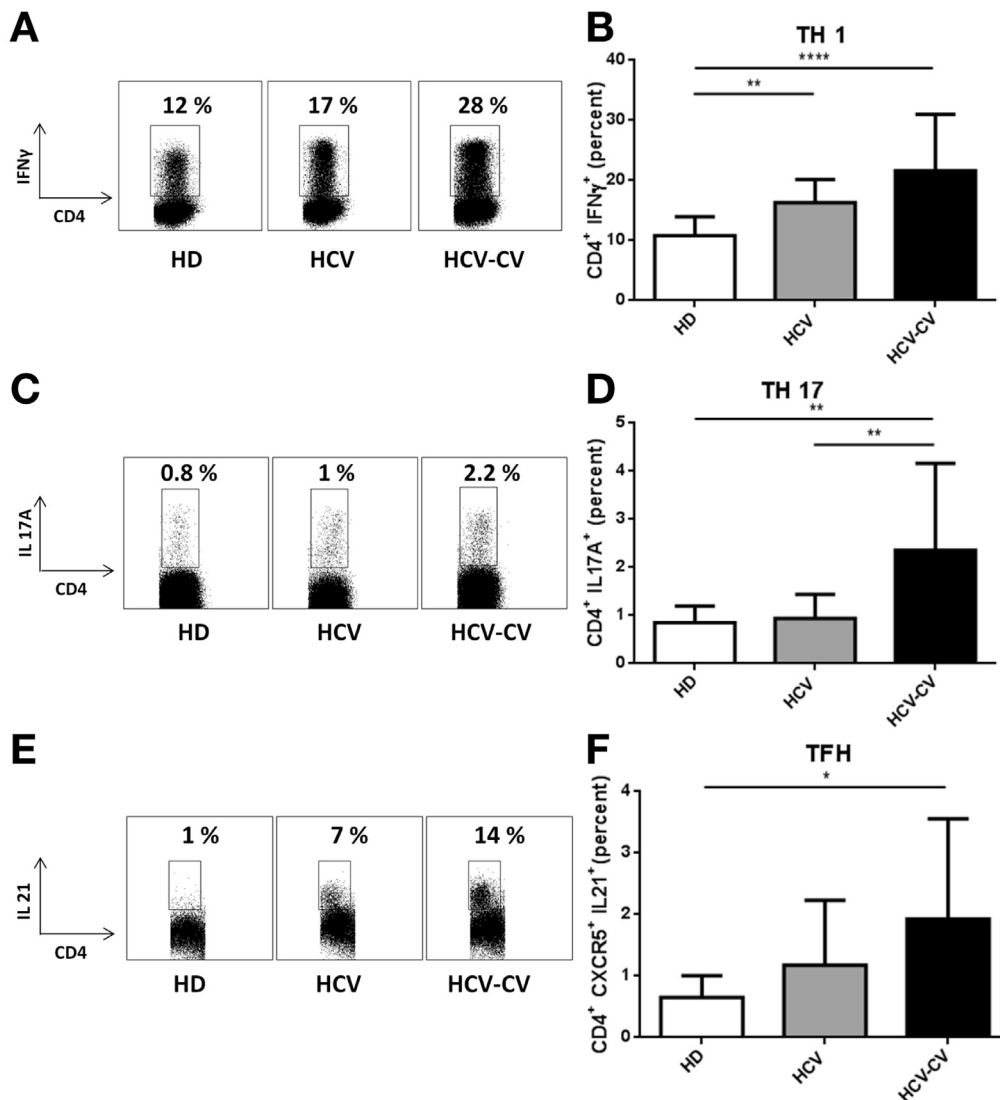 A
12 %
17 %
28 %
IFNγ
CD4
HD
HCV
HCV-CV
B
TH 1
****
**
40
30
20
10
0
CD4⁺ IFNγ⁺ (percent)
HD
HCV
HCV-CV
C
0.8 %
1 %
2.2 %
IL 17A
CD4
HD
HCV
HCV-CV
D
TH 17
**
**
5
4
3
2
1
0
CD4⁺ IL17A⁺ (percent)
HD
HCV
HCV-CV
E
1 %
7 %
14 %
IL 21
CD4
HD
HCV
HCV-CV
F
TFH
*
4
3
2
1
0
CD4⁺ CXCR5⁺ IL21⁺(percent)
HD
HCV
HCV-CV